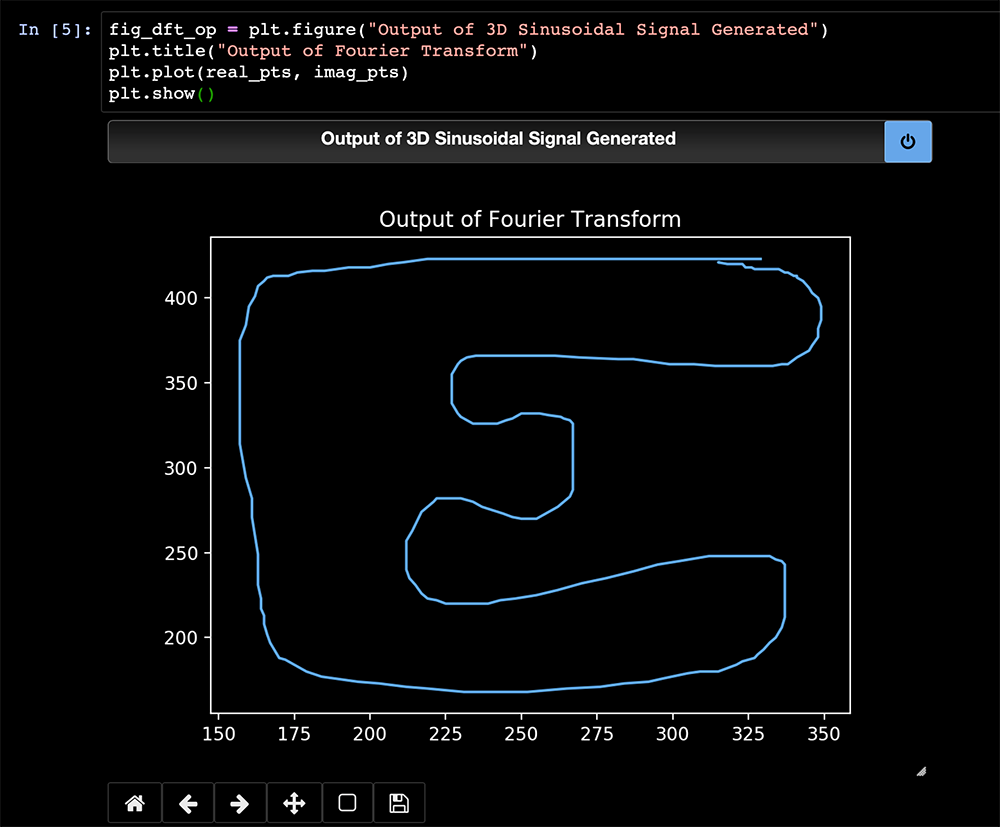 In [5]: fig_dft_op = plt.figure("Output of 3D Sinusoidal Signal Generated")
plt.title("Output of Fourier Transform")
plt.plot(real_pts, imag_pts)
plt.show()
Output of 3D Sinusoidal Signal Generated
Output of Fourier Transform
400
350
300
250
200
150 175 200 225 250 275 300 325 350